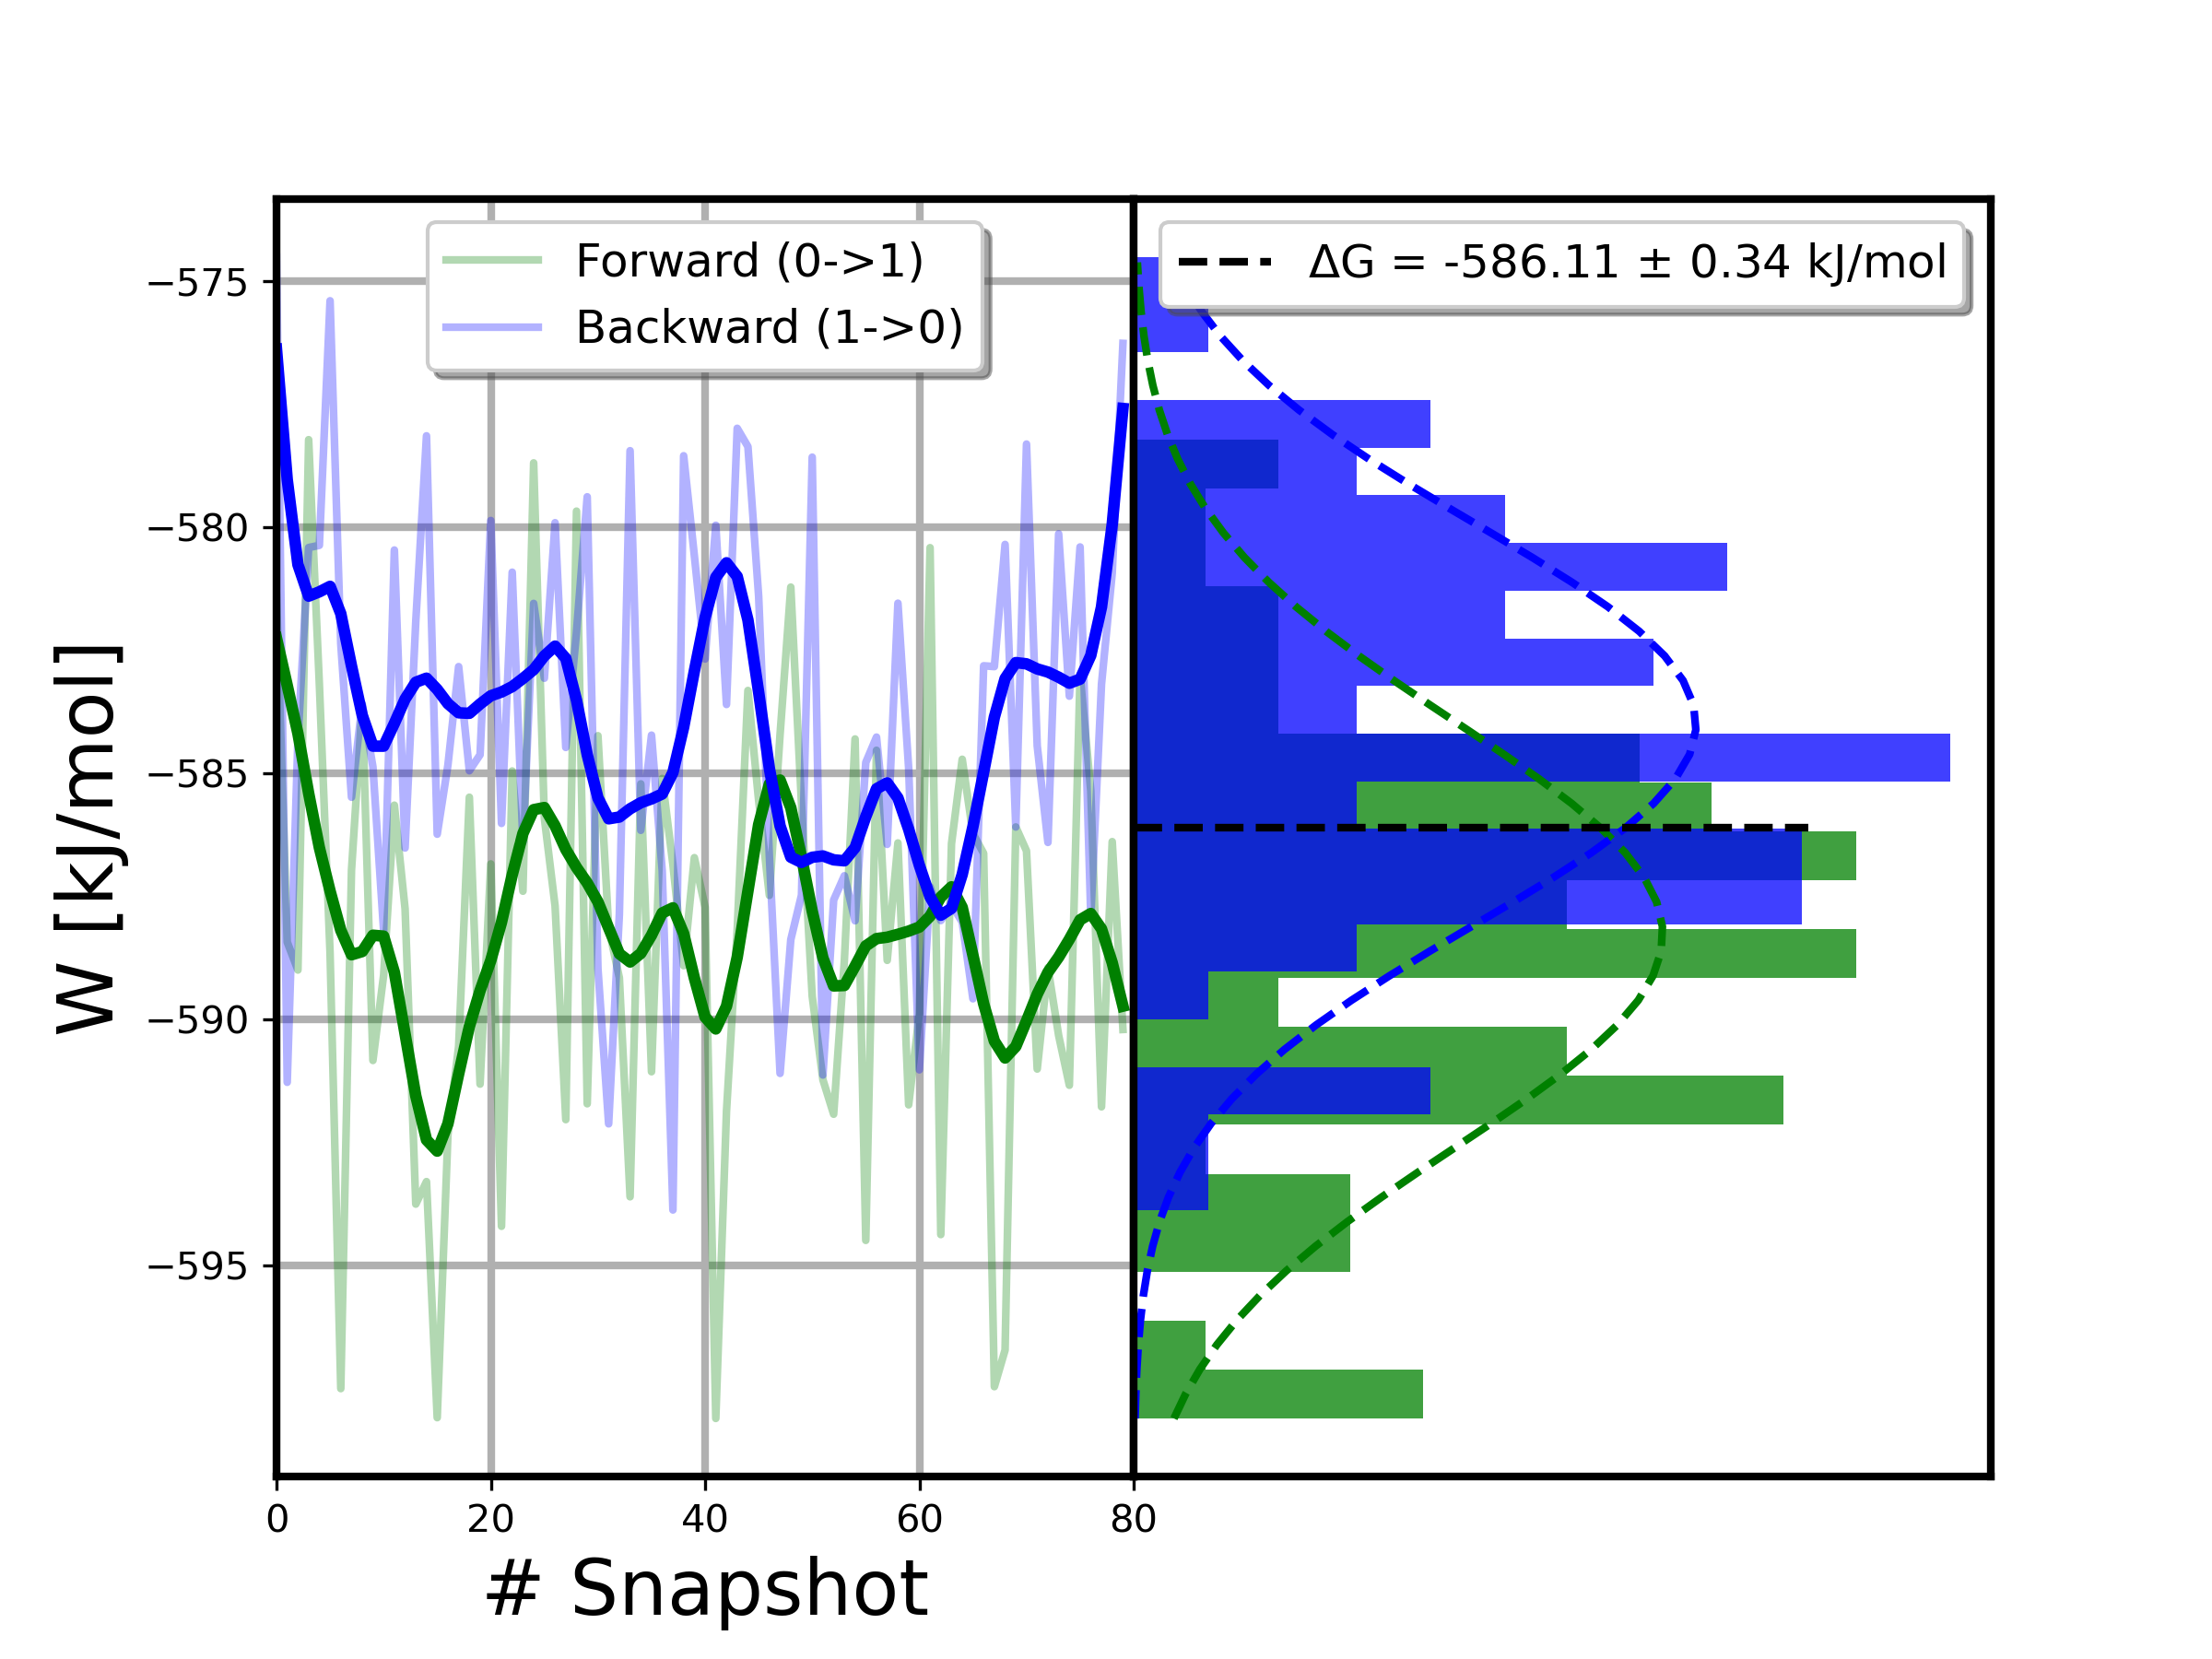 Forward (0->1)
Backward (1->0)
ΔG = -586.11 ± 0.34 kJ/mol
W [kJ/mol]
−575
−580
−585
−590
−595
0 20 40 60 80
# Snapshot